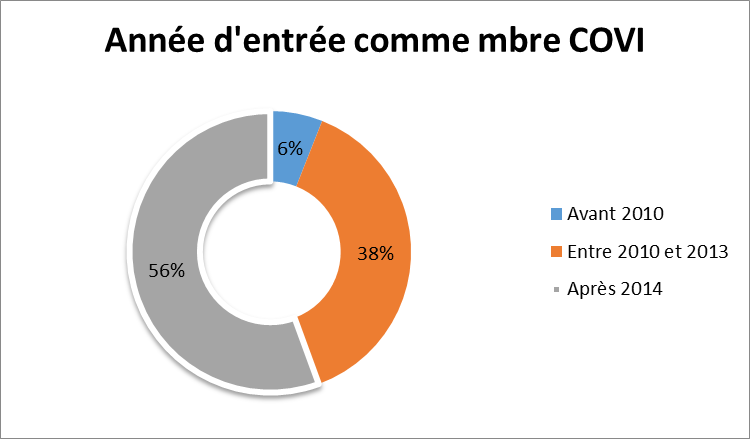 Année d'entrée comme mbre COVI
6%
38%
56%
Avant 2010
Entre 2010 et 2013
Après 2014